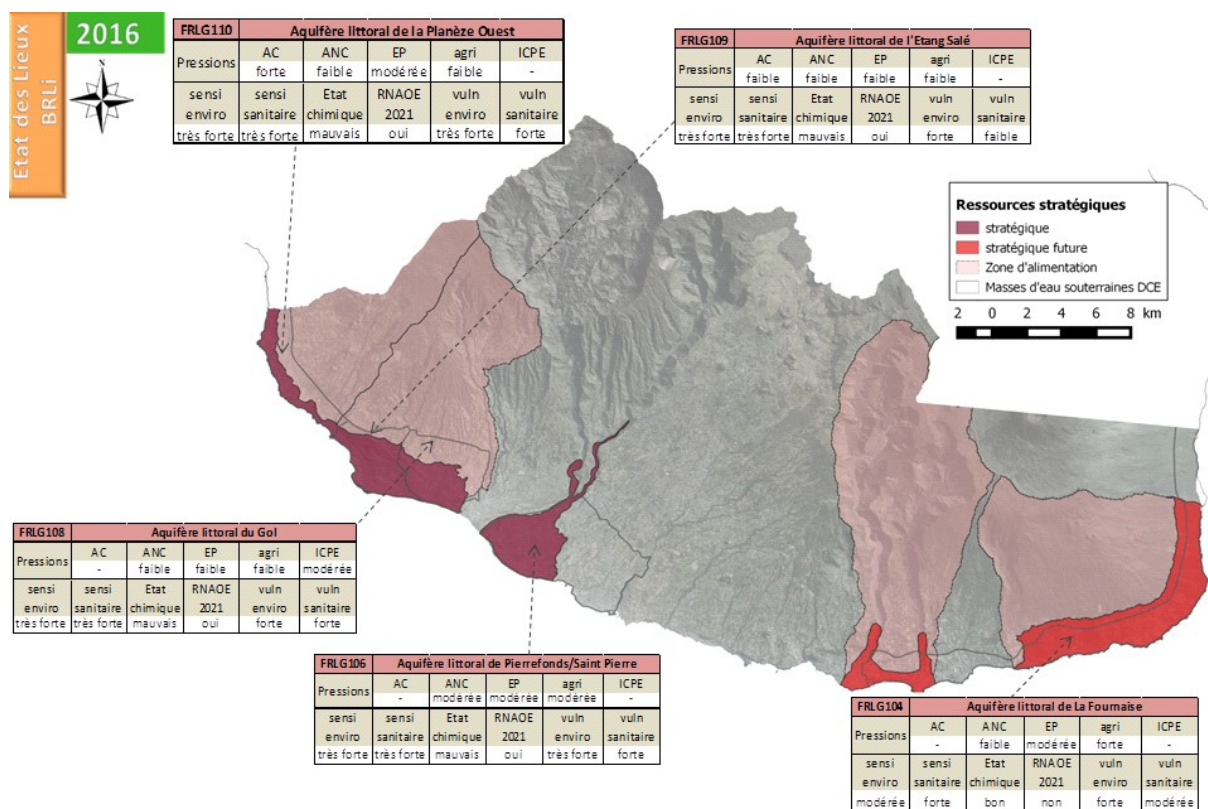 Etat des Lieux
BRLi
2016
N
FRLG110 Aquifère littoral de la Planèze Ouest
Pressions AC ANC EP agri ICPE
forte faible modérée faible -
sensi sensi Etat RNAOE vuln vuln
enviro sanitaire chimique 2021 enviro sanitaire
très forte très forte mauvais oui très forte forte
FRLG109 Aquifère littoral de l'Etang Salé
Pressions AC ANC EP agri ICPE
faible faible faible faible -
sensi sensi Etat RNAOE vuln vuln
enviro sanitaire chimique 2021 enviro sanitaire
très forte très forte mauvais oui forte faible
Ressources stratégiques
stratégique
stratégique future
Zone d'alimentation
Masses d'eau souterraines DCE
2 0 2 4 6 8 km
FRLG108 Aquifère littoral du Gol
Pressions AC ANC EP agri ICPE
- faible faible faible modérée
sensi sensi Etat RNAOE vuln vuln
enviro sanitaire chimique 2021 enviro sanitaire
très forte très forte mauvais oui forte forte
FRLG106 Aquifère littoral de Pierrefonds/Saint Pierre
Pressions AC ANC EP agri ICPE
- modérée modérée modérée -
sensi sensi Etat RNAOE vuln vuln
enviro sanitaire chimique 2021 enviro sanitaire
très forte très forte mauvais oui très forte forte
FRLG104 Aquifère littoral de La Fournaise
Pressions AC ANC EP agri ICPE
- faible modérée forte -
sensi sensi Etat RNAOE vuln vuln
enviro sanitaire chimique 2021 enviro sanitaire
modérée forte bon non forte modérée